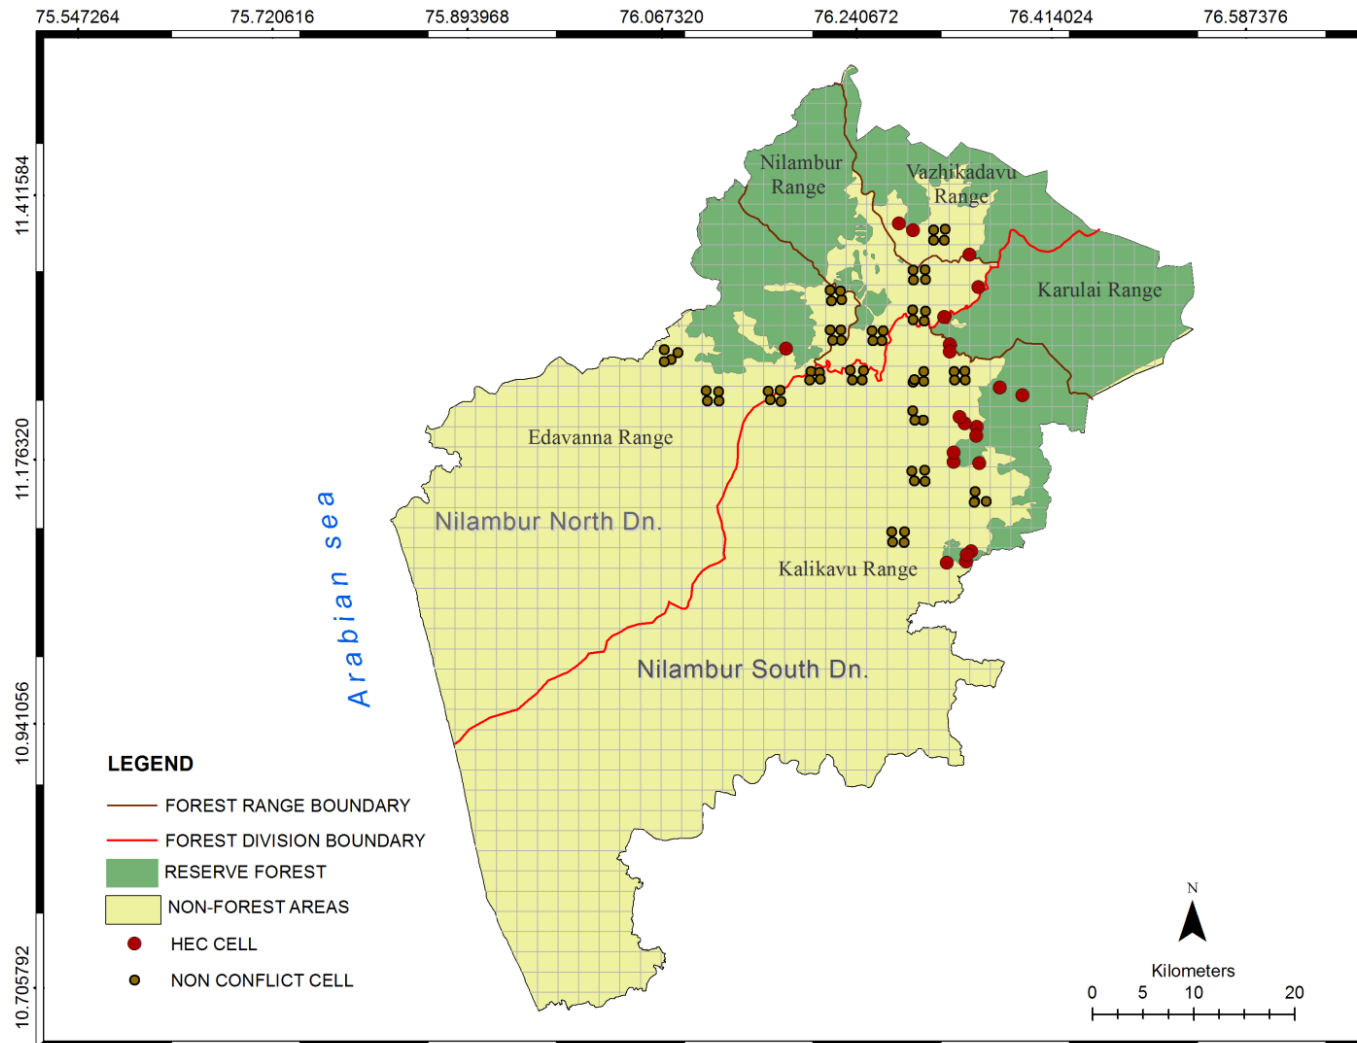 75.547264 75.720616 75.893968 76.067320 76.240672 76.414024 76.587376
11.411584
11.176320
10.941056
10.705792
Nilambur
Range
Vazhikadavu
Range
Karulai Range
Edavanna Range
Nilambur North Dn.
Kalikavu Range
Nilambur South Dn.
Arabian sea
LEGEND
FOREST RANGE BOUNDARY
FOREST DIVISION BOUNDARY
RESERVE FOREST
NON-FOREST AREAS
HEC CELL
NON CONFLICT CELL
N
Kilometers
0 5 10 20